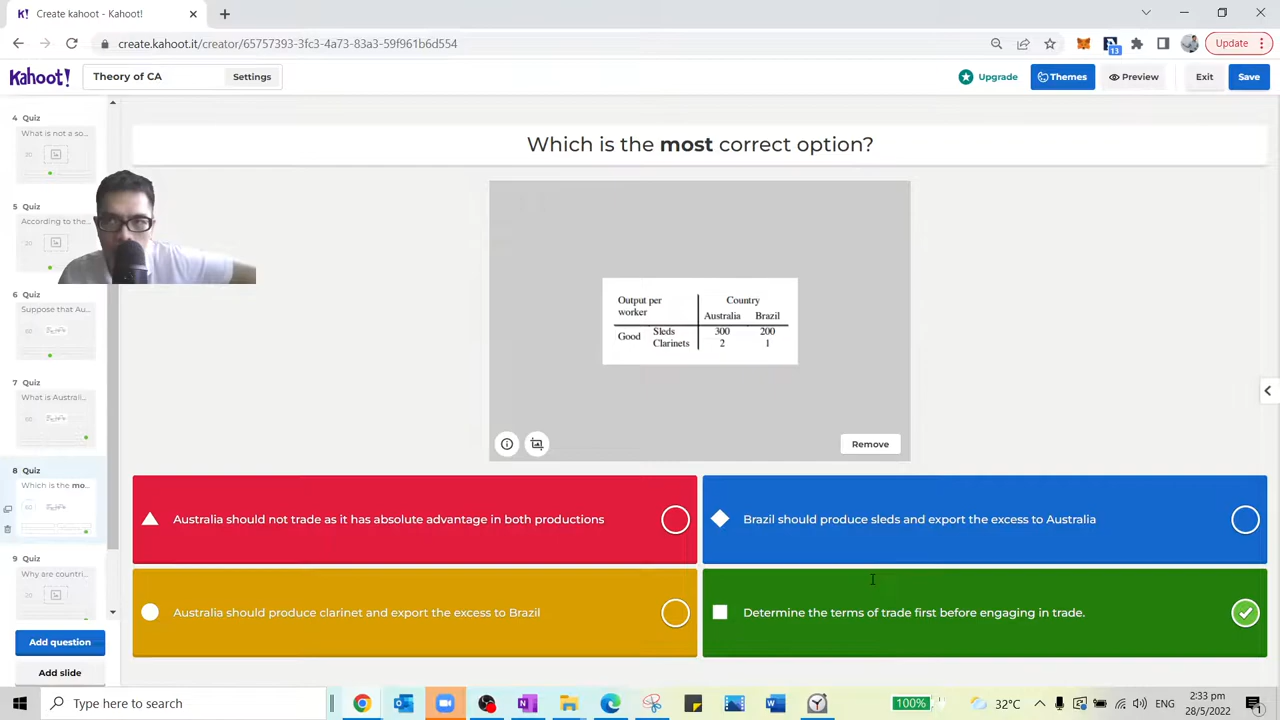 create Kahoot - Kahoot!
create.kahoot.it/creator/65757393-3fc3-4a73-83a3-59f961b6d554
13
Update
Kahoot!
Theory of CA
Settings
Upgrade
Themes
Preview
Exit
Save
4 Quiz
What is not a so...
20
5 Quiz
According to the
6 Quiz
Suppose that Au...
60
7 Quiz
What is Australi...
60
8 Quiz
Which is the mo...
60
9 Quiz
Why are countri...
20
Add question
Add slide
Which is the most correct option?
Output per worker
Country
Australia Brazil
Good Sleds 300 200
Clarinets 2 1
Remove
Australia should not trade as it has absolute advantage in both productions
Brazil should produce sleds and export the excess to Australia
Australia should produce clarinet and export the excess to Brazil
Determine the terms of trade first before engaging in trade.
Type here to search
100%
32°C
2:33 pm
28/5/2022
1